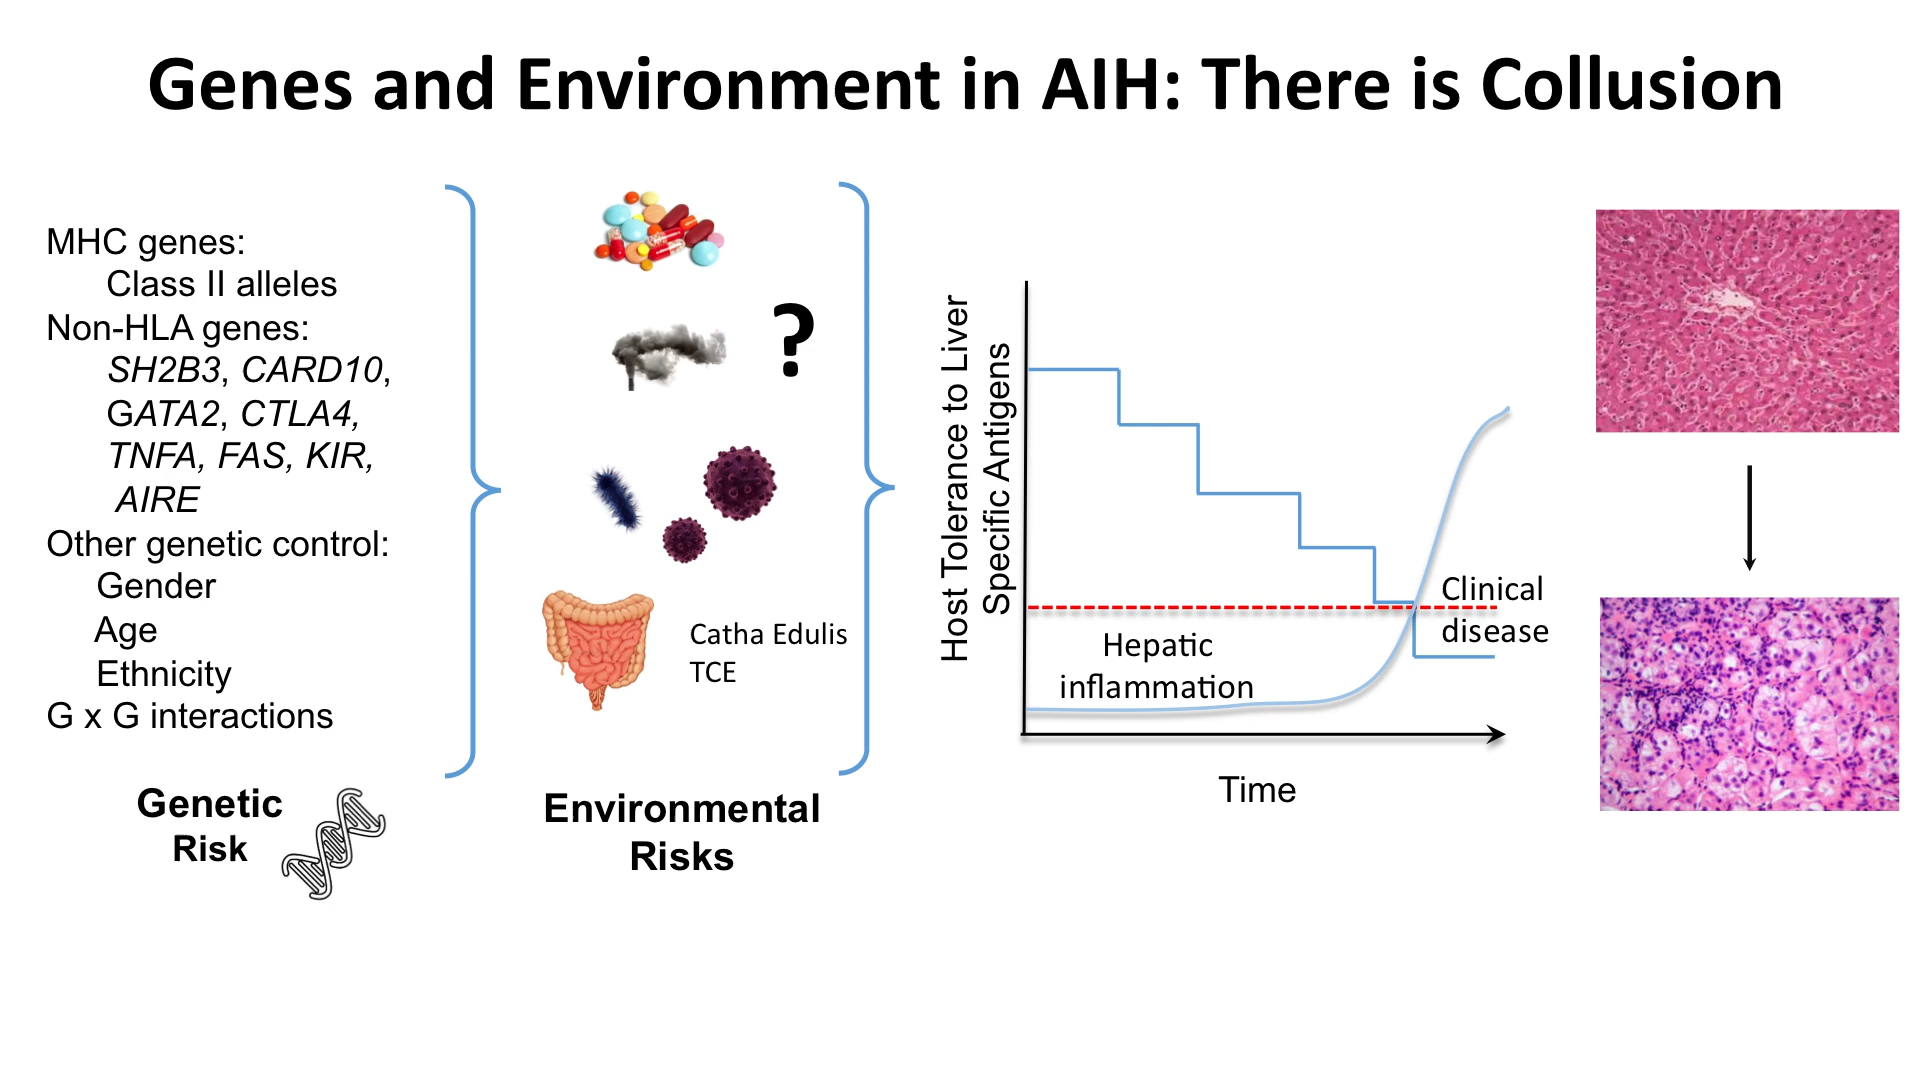 Genes and Environment in AIH: There is Collusion
MHC genes:
Class II alleles
Non-HLA genes:
SH2B3, CARD10,
GATA2, CTLA4,
TNFA, FAS, KIR,
AIRE
Other genetic control:
Gender
Age
Ethnicity
G x G interactions
Genetic
Risk
?
Catha Edulis
TCE
Environmental
Risks
Host Tolerance to Liver
Specific Antigens
Hepatic
inflammation
Clinical
disease
Time